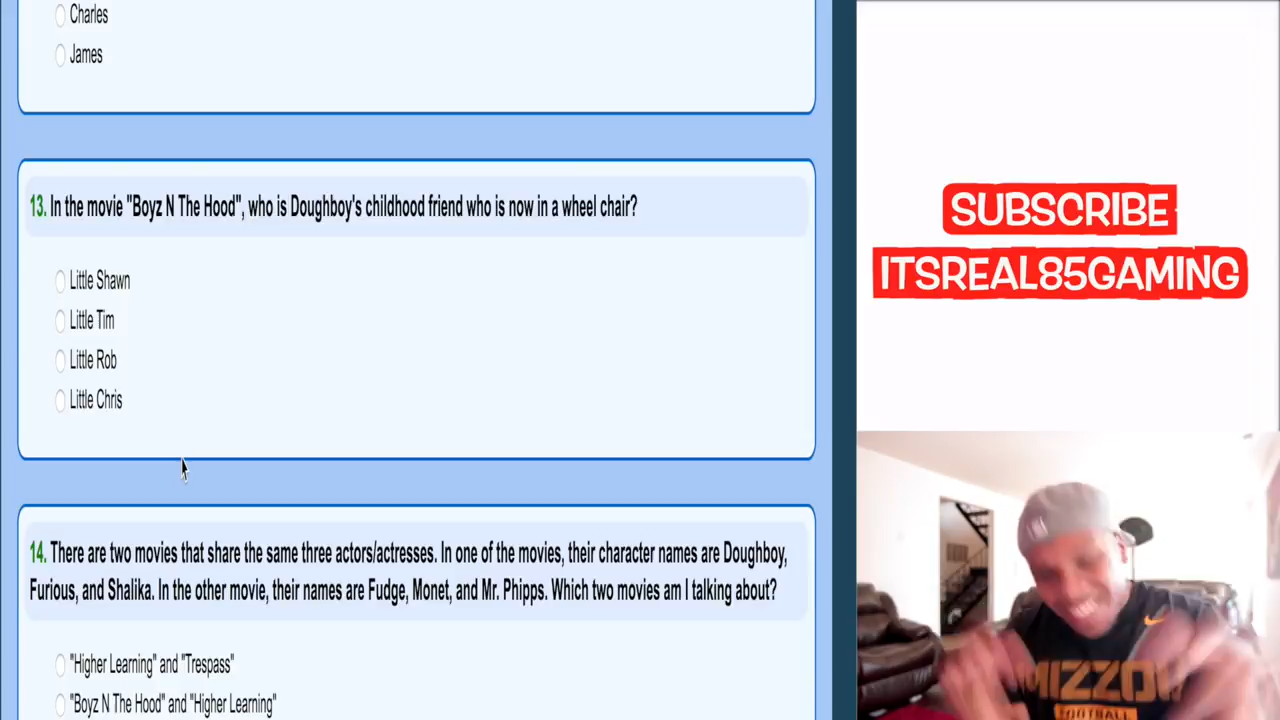 Charles
James
13. In the movie "Boyz N The Hood", who is Doughboy's childhood friend who is now in a wheel chair?
Little Shawn
Little Tim
Little Rob
Little Chris
14. There are two movies that share the same three actors/actresses. In one of the movies, their character names are Doughboy,
Furious, and Shalika. In the other movie, their names are Fudge, Monet, and Mr. Phipps. Which two movies am I talking about?
"Higher Learning" and "Trespass"
"Boyz N The Hood" and "Higher Learning"
SUBSCRIBE
ITSREAL85GAMING
MIZZOU
FOOTBALL